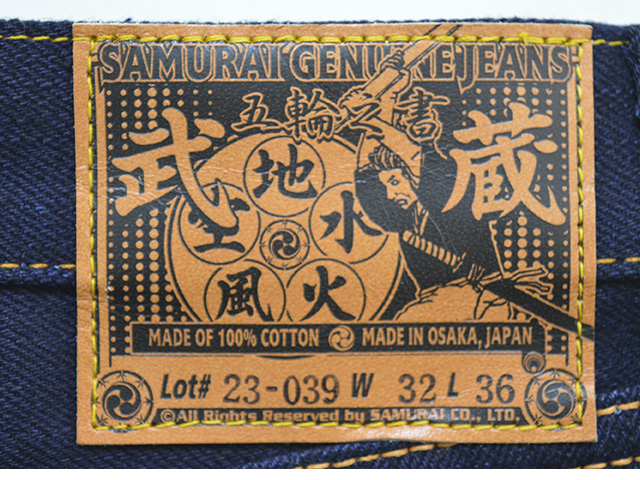 SAMURAI GENUINE JEANS
五輪之書
武蔵
地
水
火
風
MADE OF 100% COTTON MADE IN OSAKA, JAPAN
Lot# 23-039 W 32 L 36
©All Rights Reserved by SAMURAI CO., LTD.